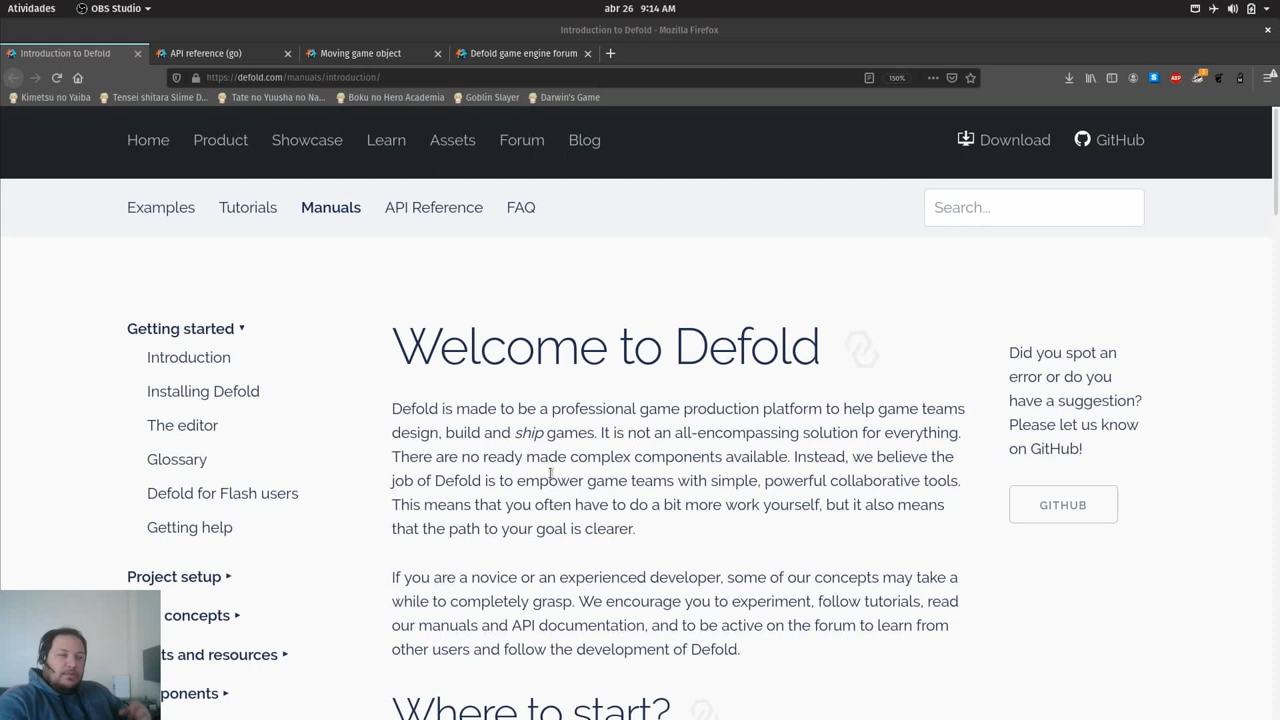 Atividades
OBS Studio
abr 26 9:14 AM
Introduction to Defold - Mozilla Firefox
Introduction to Defold
API reference (go)
Moving game object
Defold game engine forum
https://defold.com/manuals/introduction/
150%
ABP
Kimetsu no Yaiba
Tensei shitara Slime D...
Tate no Yuusha no Na...
Boku no Hero Academia
Goblin Slayer
Darwin's Game
Home
Product
Showcase
Learn
Assets
Forum
Blog
Download
GitHub
Examples
Tutorials
Manuals
API Reference
FAQ
Search...
Getting started
Introduction
Installing Defold
The editor
Glossary
Defold for Flash users
Getting help
Project setup
concepts
ts and resources
ponents
Welcome to Defold
Defold is made to be a professional game production platform to help game teams
design, build and ship games. It is not an all-encompassing solution for everything.
There are no ready made complex components available. Instead, we believe the
job of Defold is to empower game teams with simple, powerful collaborative tools.
This means that you often have to do a bit more work yourself, but it also means
that the path to your goal is clearer.
If you are a novice or an experienced developer, some of our concepts may take a
while to completely grasp. We encourage you to experiment, follow tutorials, read
our manuals and API documentation, and to be active on the forum to learn from
other users and follow the development of Defold.
Where to start?
Did you spot an
error or do you
have a suggestion?
Please let us know
on GitHub!
GITHUB